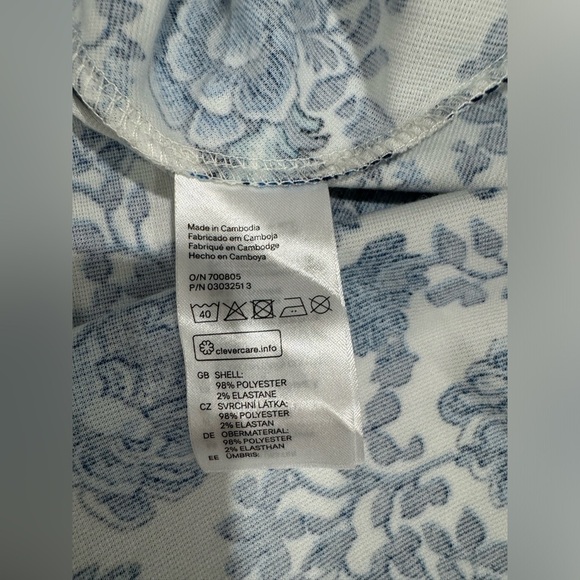 Made in Cambodia
Fabricado em Camboja
Fabriqué en Cambodge
Hecho en Camboya
O/N 700805
P/N 0303251 3
40
clevercare.info
GB SHELL:
98% POLYESTER
2% ELASTANE
CZ SVRCHNÍ LÁTKA:
98% POLYESTER
2% ELASTAN
DE OBERMATERIAL:
98% POLYESTER
2% ELASTHAN
EE ÜMBRIS: